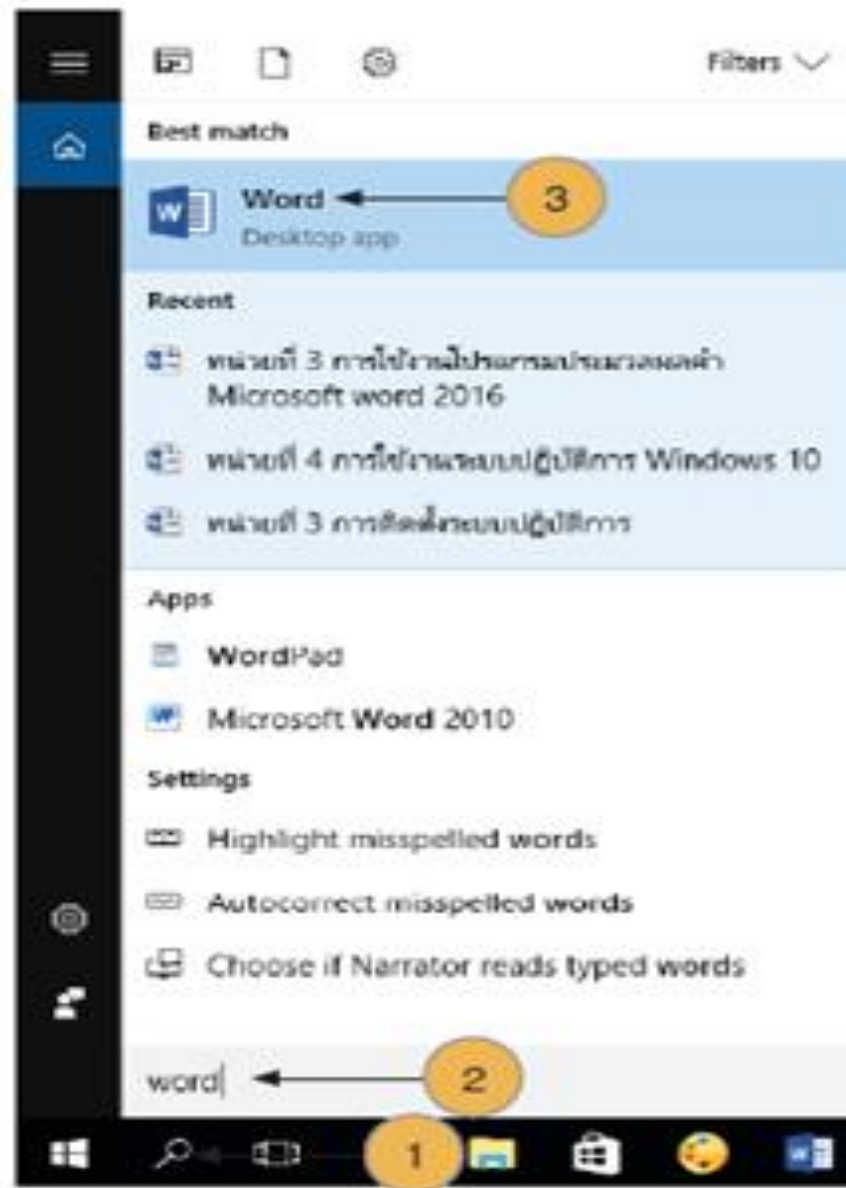 Filters
Best match
Word
3
Desktop app
Recent
หน่วยที่ 3 การใช้งานโปรแกรมประมวลผลคำ
Microsoft word 2016
หน่วยที่ 4 การใช้งานระบบปฏิบัติการ Windows 10
หน่วยที่ 3 การติดตั้งระบบปฏิบัติการ
Apps
WordPad
Microsoft Word 2010
Settings
Highlight misspelled words
Autocorrect misspelled words
Choose if Narrator reads typed words
word
2
1